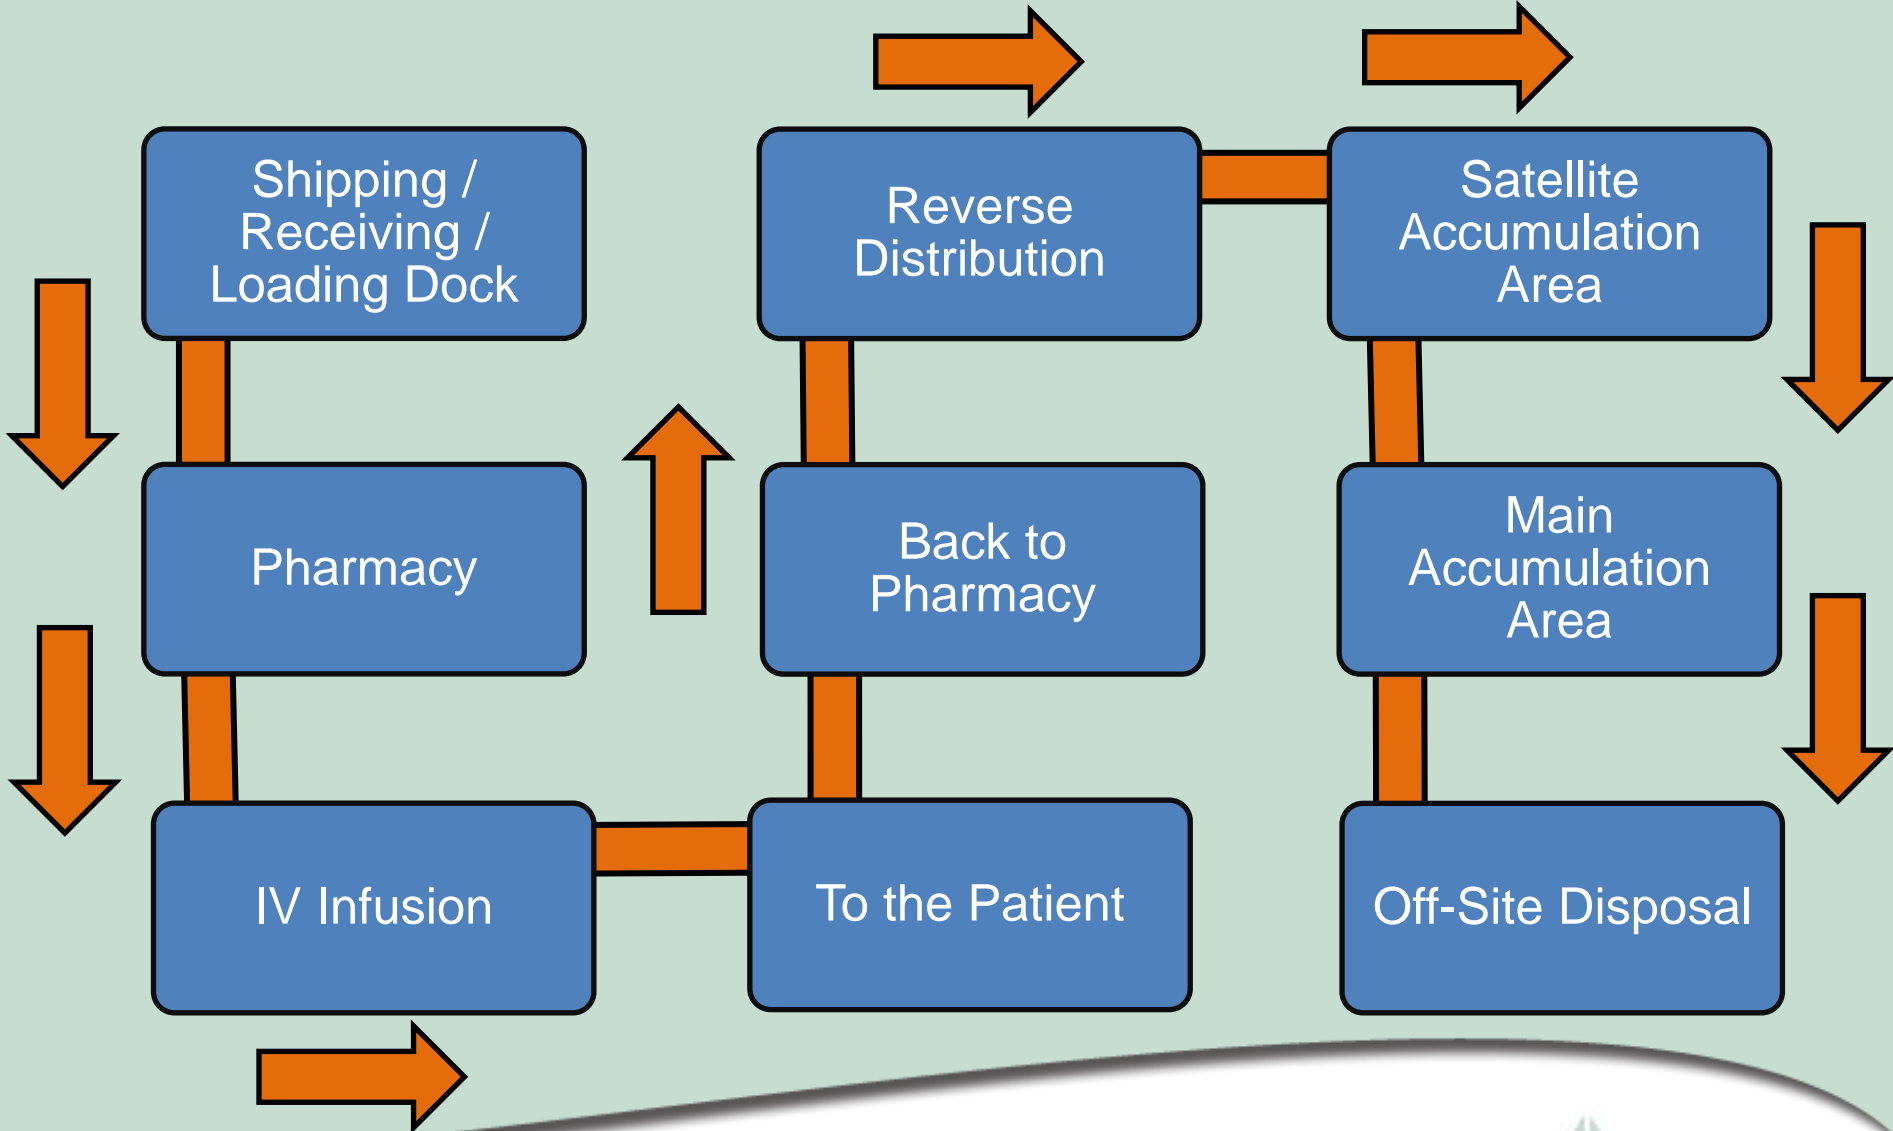 Shipping /
Receiving /
Loading Dock
Pharmacy
IV Infusion
To the Patient
Back to
Pharmacy
Reverse
Distribution
Satellite
Accumulation
Area
Main
Accumulation
Area
Off-Site Disposal